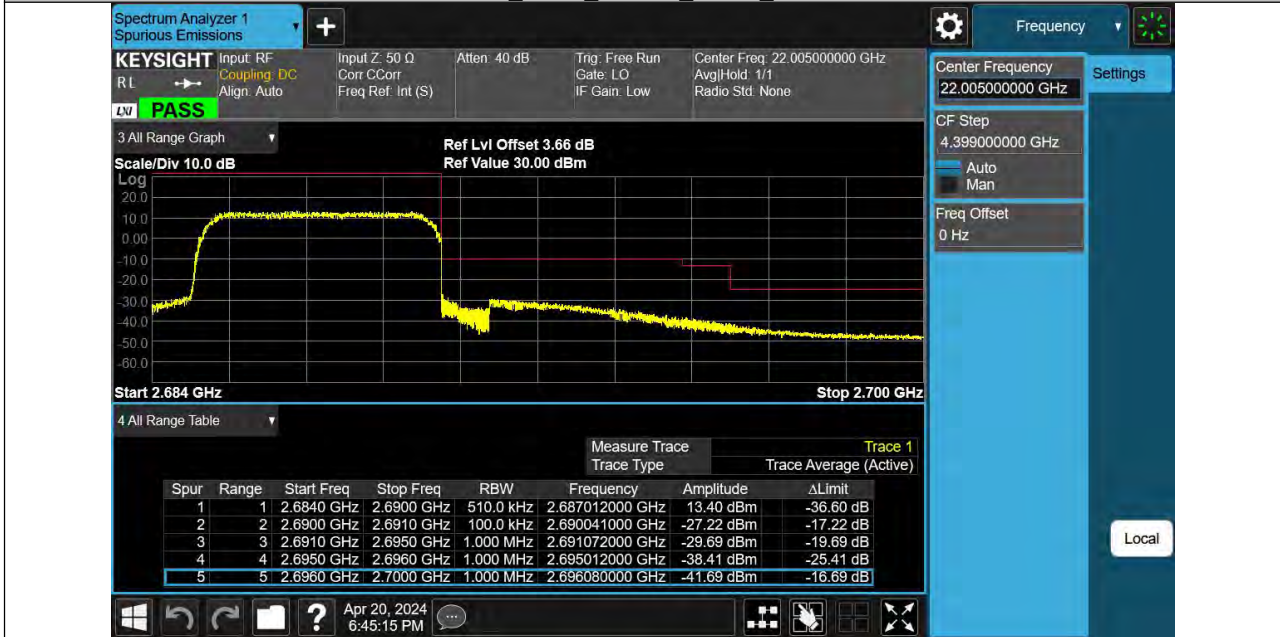 Spectrum Analyzer 1
Spurious Emissions
+
Frequency
KEYSIGHT
R L
LXI PASS
Input: RF
Coupling: DC
Align: Auto
Input Z: 50 Ω
Corr CCorr
Freq Ref: Int (S)
Atten: 40 dB
Trig: Free Run
Gate: LO
IF Gain: Low
Center Freq: 22.005000000 GHz
Avg|Hold: 1/1
Radio Std: None
Center Frequency
22.005000000 GHz
Settings
CF Step
4.399000000 GHz
Auto
Man
Freq Offset
0 Hz
Local
3 All Range Graph
Ref Lvl Offset 3.66 dB
Scale/Div 10.0 dB
Ref Value 30.00 dBm
Log
20.0
10.0
0.00
-10.0
-20.0
-30.0
-40.0
-50.0
-60.0
Start 2.684 GHz
Stop 2.700 GHz
4 All Range Table
Measure Trace Trace 1
Trace Type Trace Average (Active)
Spur Range Start Freq Stop Freq RBW Frequency Amplitude ΔLimit
1 1 2.6840 GHz 2.6900 GHz 510.0 kHz 2.687012000 GHz 13.40 dBm -36.60 dB
2 2 2.6900 GHz 2.6910 GHz 100.0 kHz 2.690041000 GHz -27.22 dBm -17.22 dB
3 3 2.6910 GHz 2.6950 GHz 1.000 MHz 2.691072000 GHz -29.69 dBm -19.69 dB
4 4 2.6950 GHz 2.6960 GHz 1.000 MHz 2.695012000 GHz -38.41 dBm -25.41 dB
5 5 2.6960 GHz 2.7000 GHz 1.000 MHz 2.696080000 GHz -41.69 dBm -16.69 dB
?
Apr 20, 2024
6:45:15 PM